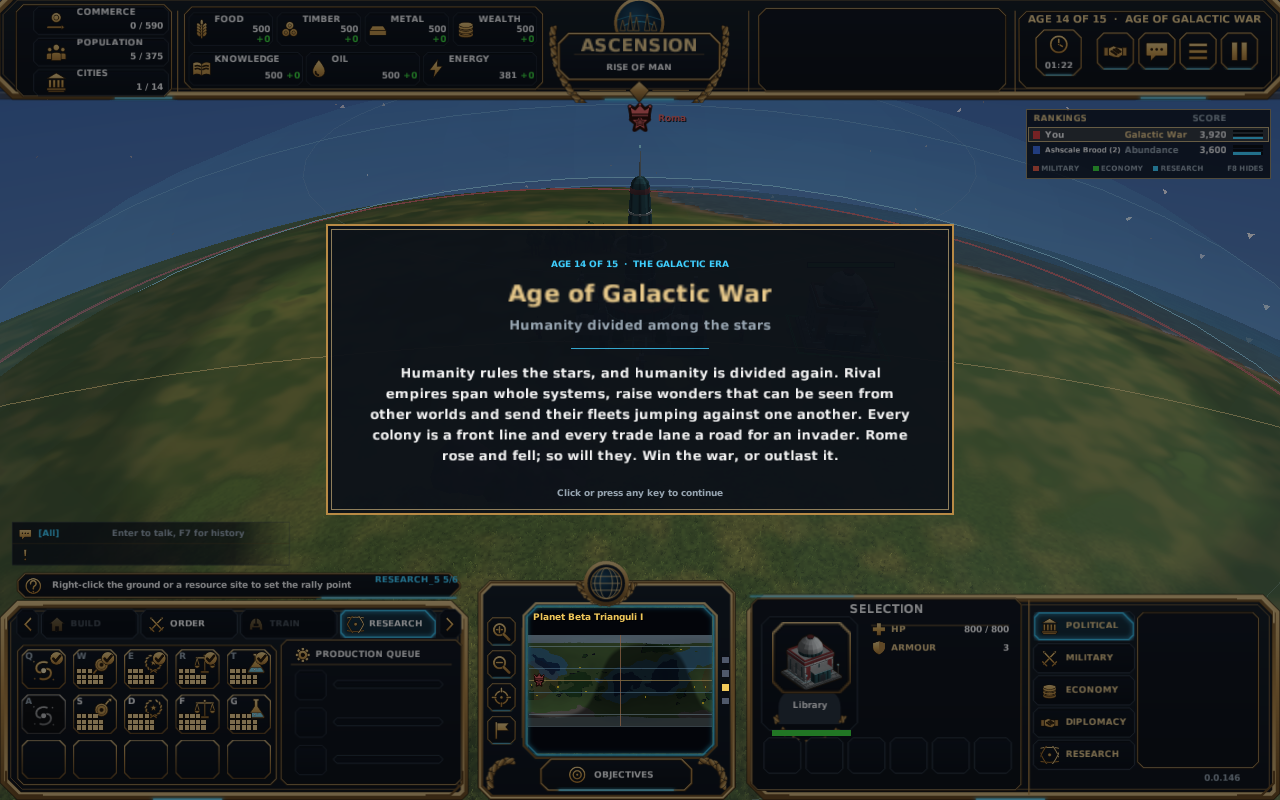 COMMERCE
0 / 590
POPULATION
5 / 375
CITIES
1 / 14
FOOD
500
+0
TIMBER
500
+0
METAL
500
+0
WEALTH
500
+0
KNOWLEDGE
500 +0
OIL
500 +0
ENERGY
381 +0
ASCENSION
RISE OF MAN
AGE 14 OF 15 · AGE OF GALACTIC WAR
01:22
Roma
RANKINGS SCORE
You Galactic War 3,920
Ashscale Brood (2) Abundance 3,600
MILITARY ECONOMY RESEARCH F8 HIDES
AGE 14 OF 15 · THE GALACTIC ERA
Age of Galactic War
Humanity divided among the stars
Humanity rules the stars, and humanity is divided again. Rival
empires span whole systems, raise wonders that can be seen from
other worlds and send their fleets jumping against one another. Every
colony is a front line and every trade lane a road for an invader. Rome
rose and fell; so will they. Win the war, or outlast it.
Click or press any key to continue
[All] Enter to talk, F7 for history
!
Right-click the ground or a resource site to set the rally point
RESEARCH_5 5/6
BUILD ORDER TRAIN RESEARCH
Q W E R T
A S D F G
PRODUCTION QUEUE
Planet Beta Trianguli I
OBJECTIVES
SELECTION
HP 800 / 800
ARMOUR 3
Library
POLITICAL
MILITARY
ECONOMY
DIPLOMACY
RESEARCH
0.0.146